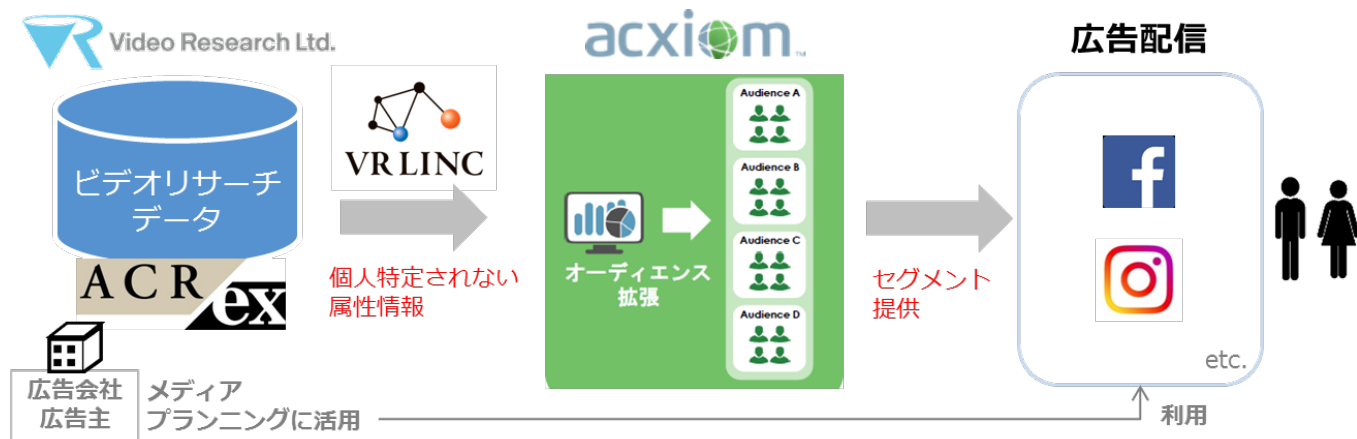 VR Video Research Ltd.
acxiom™
広告配信
VR LINC
ビデオリサーチ
データ
ACR
ex
個人特定されない
属性情報
オーディエンス
拡張
Audience A
Audience B
Audience C
Audience D
セグメント
提供
etc.
広告会社
広告主
メディア
プランニングに活用
利用